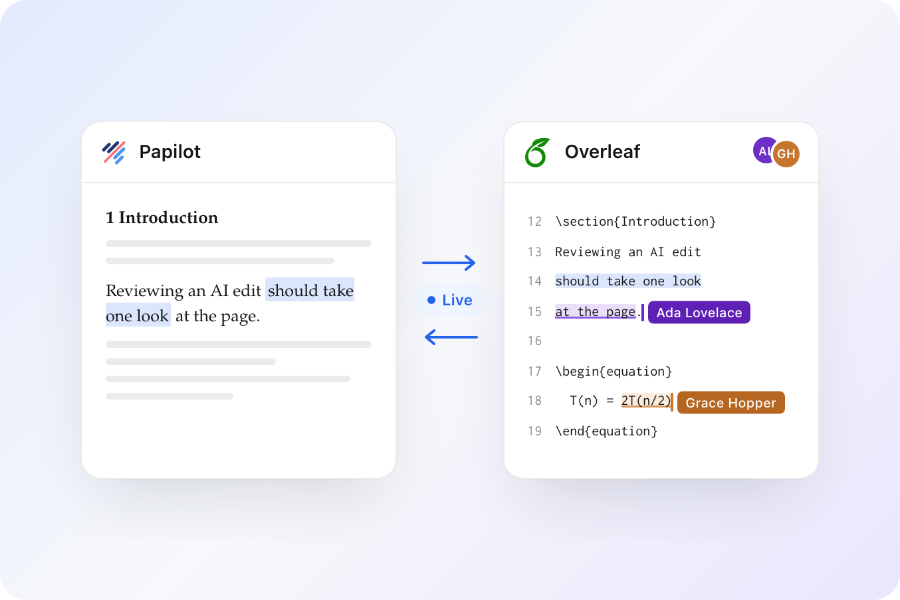 Papilot
1 Introduction
Reviewing an AI edit should take
one look at the page.
Live
Overleaf
GH
12 \section{Introduction}
13 Reviewing an AI edit
14 should take one look
15 at the page. Ada Lovelace
16
17 \begin{equation}
18 T(n) = 2T(n/2) Grace Hopper
19 \end{equation}